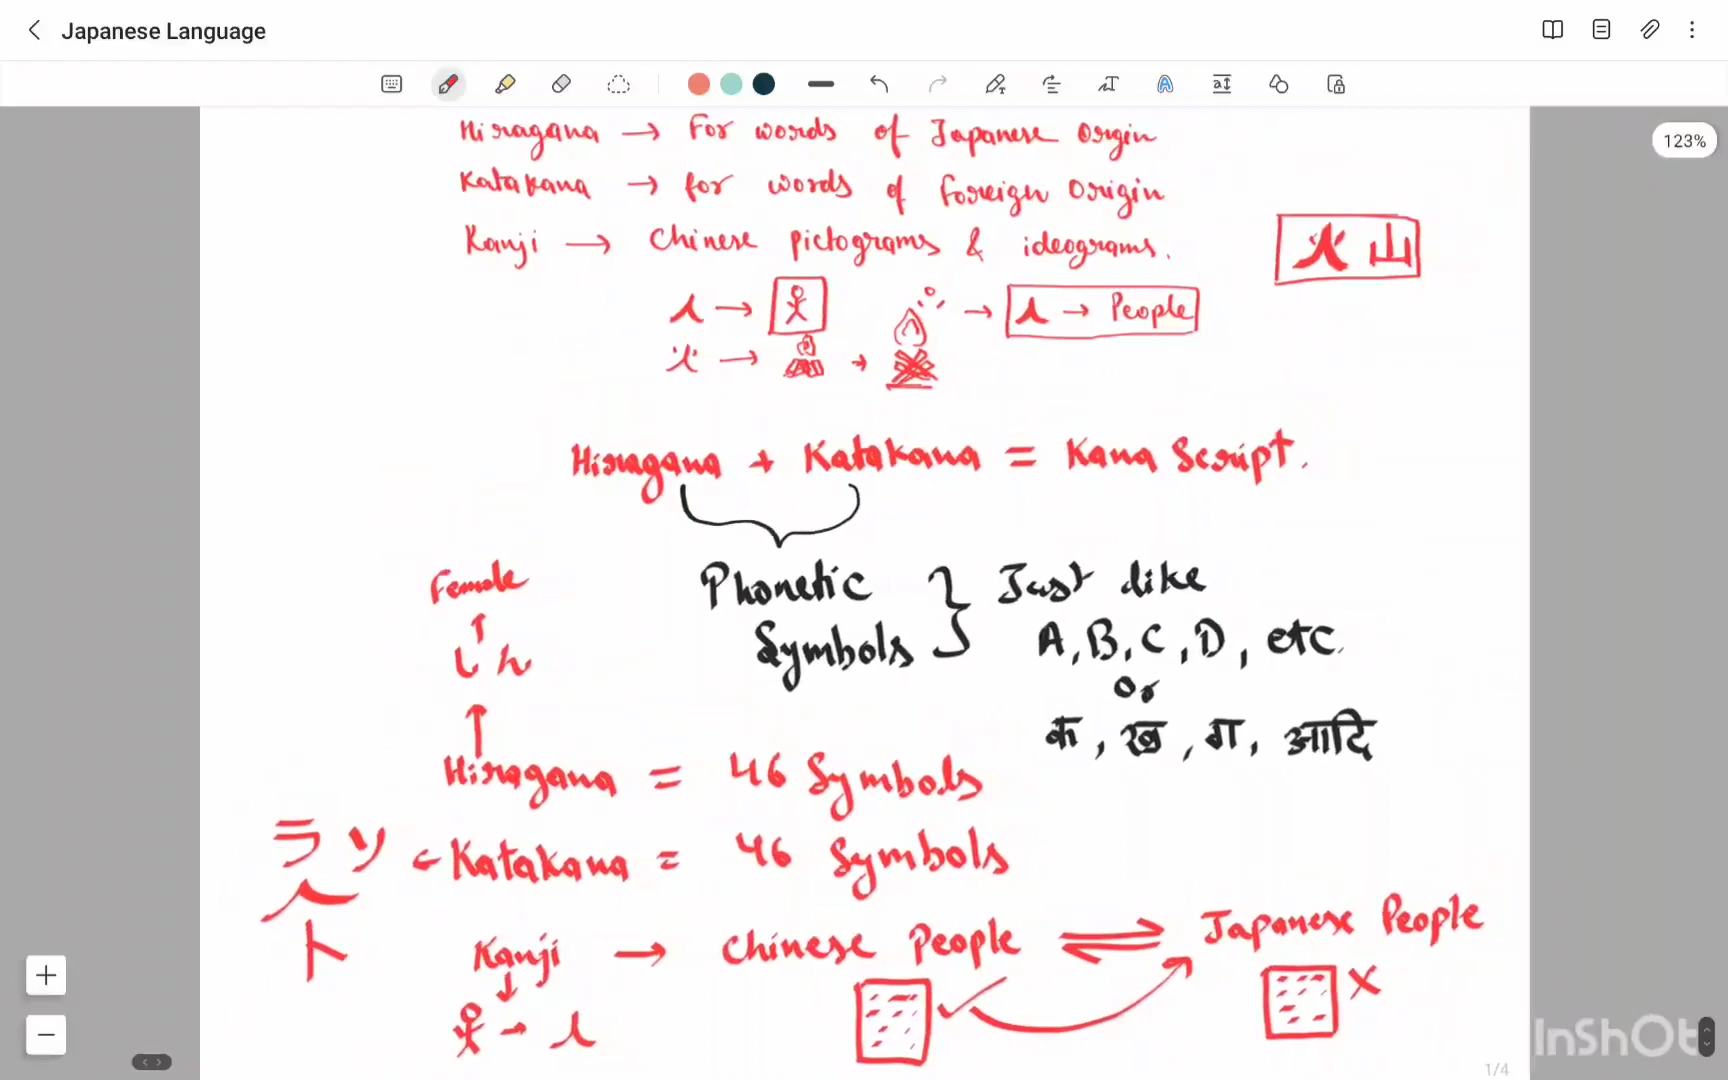 Japanese Language
123%
Hiragana → For words of Japanese Origin
Katakana → for words of foreign Origin
Kanji → Chinese pictograms & ideograms.
火山
人 → → 人 → People
火 → →
Hiragana + Katakana = Kana Script.
Female
↑
し ん
↑
Phonetic
Symbols
Just like
A, B, C, D, etc.
Or
क, ख, ग, आदि
Hiragana = 46 Symbols
ラ ソ ← Katakana = 46 Symbols
ヘ
ト
Kanji → Chinese People ⇌ Japanese People
↓
→ 人
✓
X
1/4
InShOt